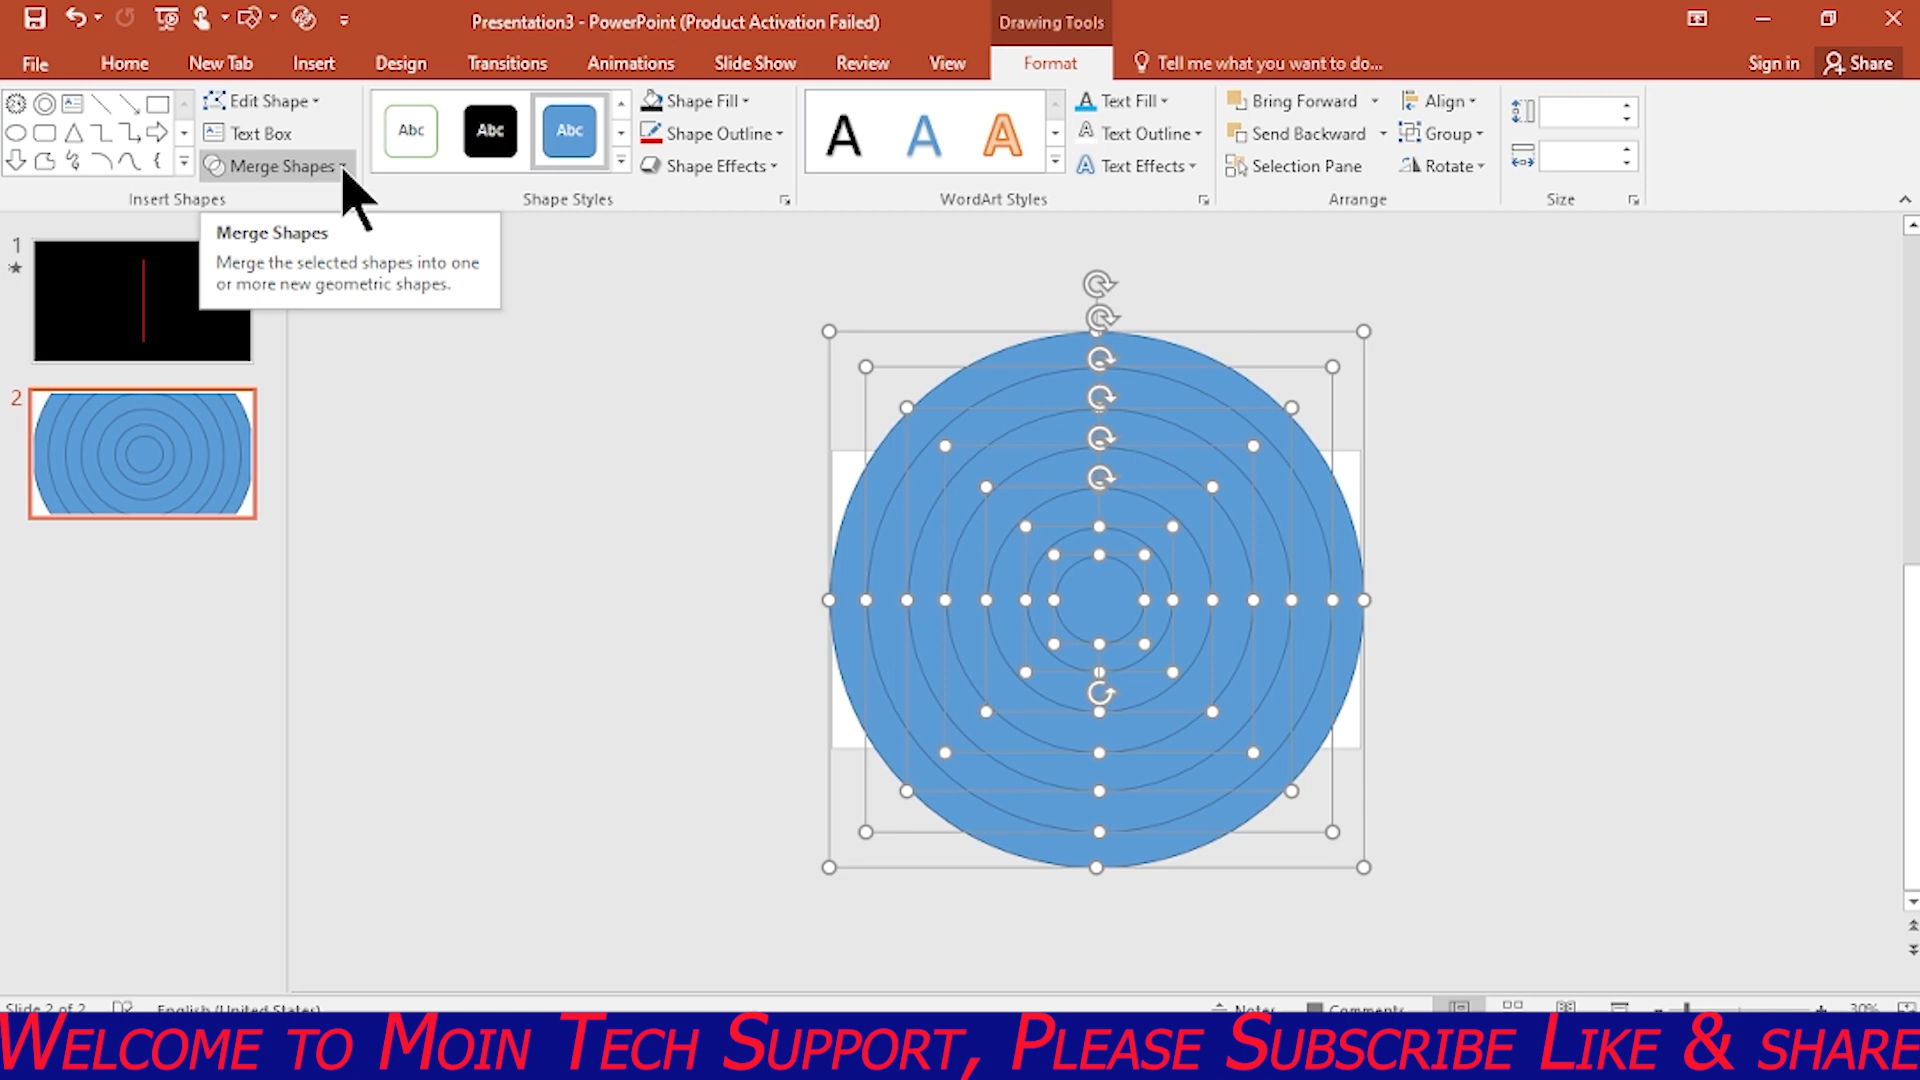 Presentation3 - PowerPoint (Product Activation Failed)
Drawing Tools
File Home New Tab Insert Design Transitions Animations Slide Show Review View Format Tell me what you want to do... Sign in Share
Edit Shape
Text Box
Merge Shapes
Insert Shapes
Abc Abc Abc
Shape Fill
Shape Outline
Shape Effects
Shape Styles
A A A
Text Fill
Text Outline
Text Effects
WordArt Styles
Bring Forward
Send Backward
Selection Pane
Align
Group
Rotate
Arrange
Size
Merge Shapes
Merge the selected shapes into one
or more new geometric shapes.
1
2
Slide 2 of 2 English (United States) Notes Comments 30%
WELCOME TO MOIN TECH SUPPORT, PLEASE SUBSCRIBE LIKE & SHARE